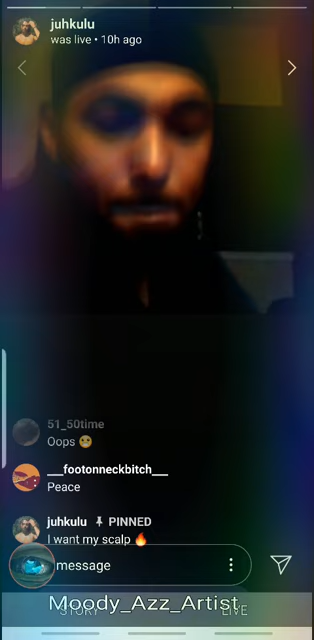 juhkulu
was live • 10h ago
51_50time
Oops 😬
___footonneckbitch___
Peace
juhkulu PINNED
I want my scalp 🔥
message
Moody_Azz_Artist
STORY LIVE